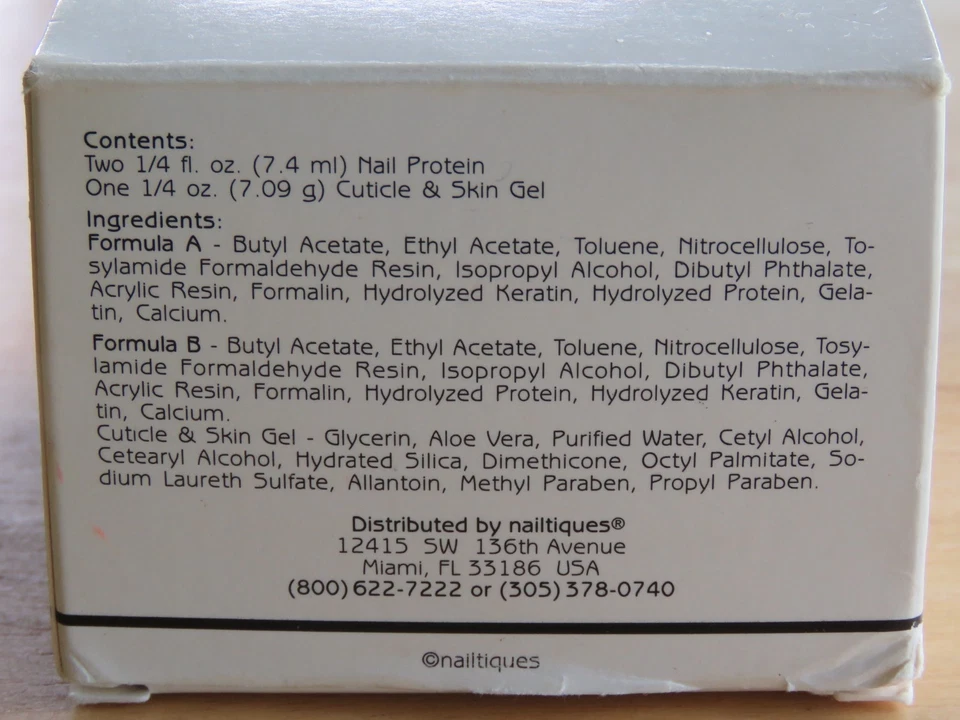 Contents:
Two 1/4 fl. oz. (7.4 ml) Nail Protein
One 1/4 oz. (7.09 g) Cuticle & Skin Gel
Ingredients:
Formula A - Butyl Acetate, Ethyl Acetate, Toluene, Nitrocellulose, To-
sylamide Formaldehyde Resin, Isopropyl Alcohol, Dibutyl Phthalate,
Acrylic Resin, Formalin, Hydrolyzed Keratin, Hydrolyzed Protein, Gela-
tin, Calcium.
Formula B - Butyl Acetate, Ethyl Acetate, Toluene, Nitrocellulose, Tosy-
lamide Formaldehyde Resin, Isopropyl Alcohol, Dibutyl Phthalate,
Acrylic Resin, Formalin, Hydrolyzed Protein, Hydrolyzed Keratin, Gela-
tin, Calcium.
Cuticle & Skin Gel - Glycerin, Aloe Vera, Purified Water, Cetyl Alcohol,
Cetearyl Alcohol, Hydrated Silica, Dimethicone, Octyl Palmitate, So-
dium Laureth Sulfate, Allantoin, Methyl Paraben, Propyl Paraben.
Distributed by nailtiques®
12415 SW 136th Avenue
Miami, FL 33186 USA
(800) 622-7222 or (305) 378-0740
©nailtiques